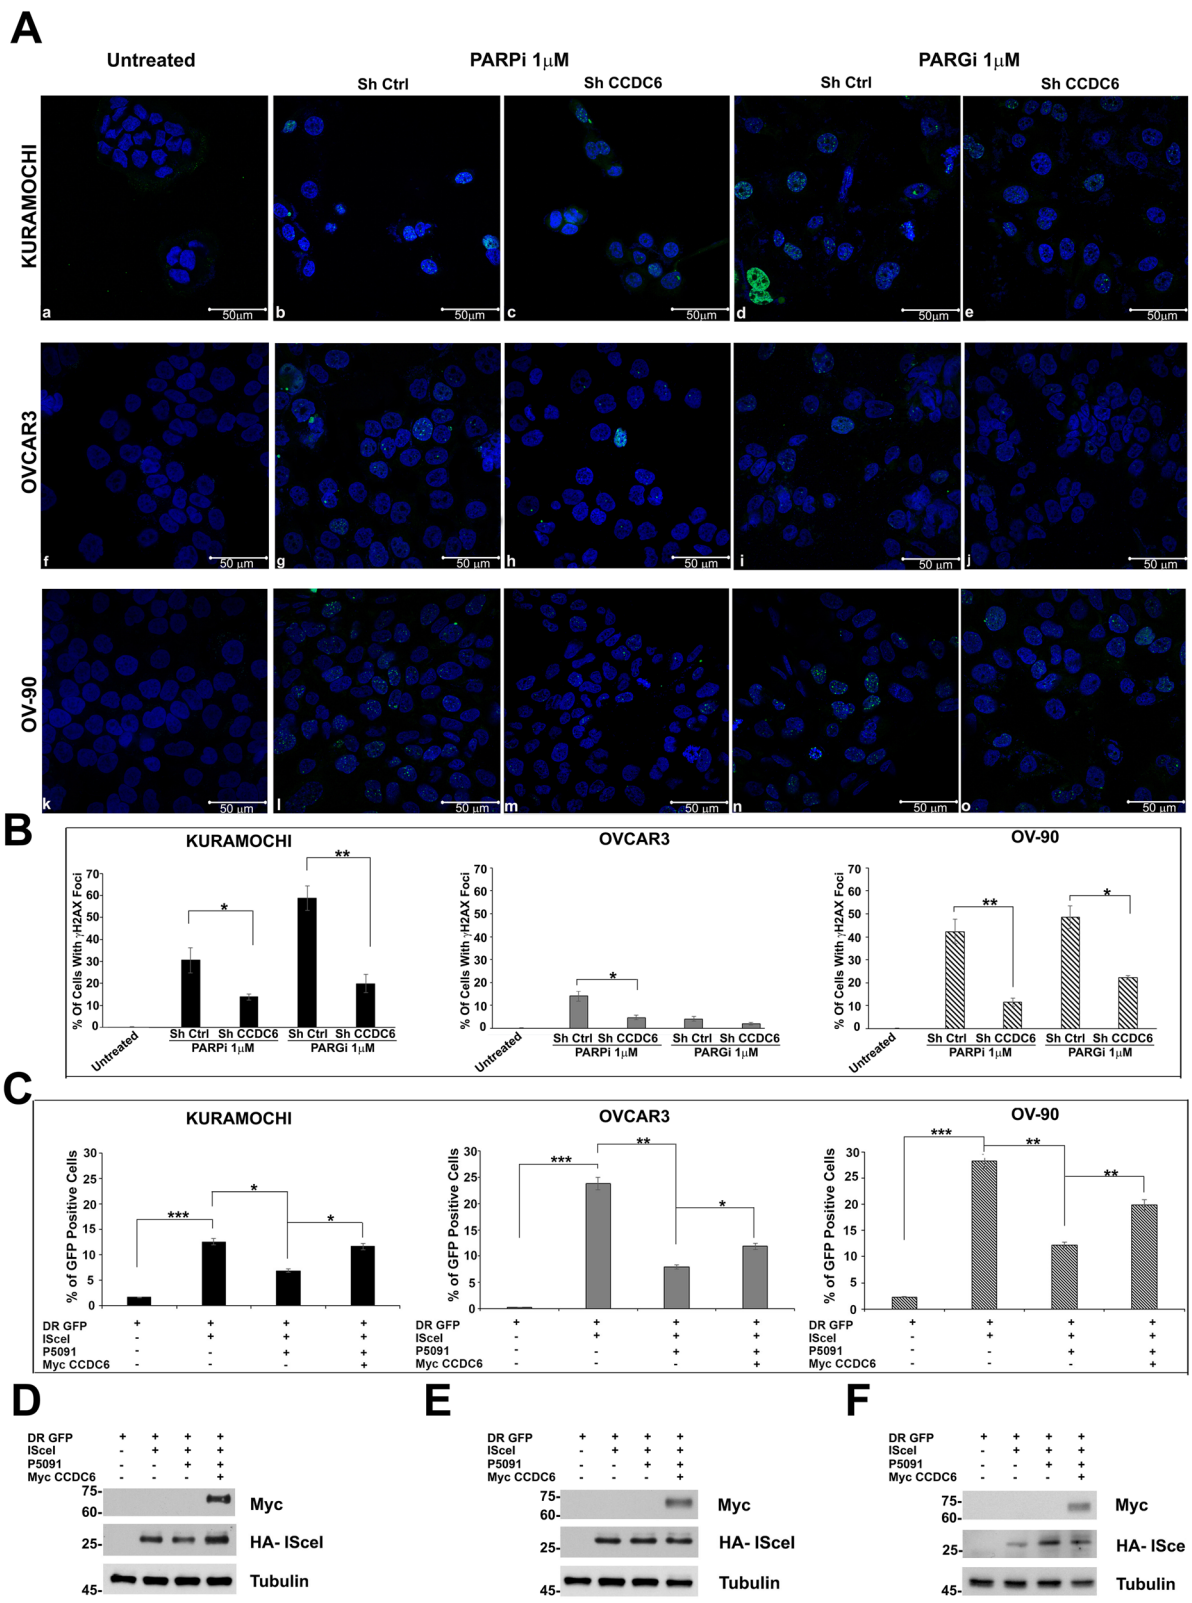 A
Untreated PARPi 1μM PARGi 1μM
Sh Ctrl Sh CCDC6 Sh Ctrl Sh CCDC6
KURAMOCHI
a 50μm b 50μm c 50μm d 50μm e 50μm
OVCAR3
f 50 μm g 50 μm h 50 μm i 50 μm j 50 μm
OV-90
k 50 μm l 50 μm m 50 μm n 50 μm o 50 μm
B
KURAMOCHI
% Of Cells With γH2AX Foci
70
60
50
40
30
20
10
0
* **
Untreated Sh Ctrl Sh CCDC6 Sh Ctrl Sh CCDC6
PARPi 1μM PARGi 1μM
OVCAR3
% Of Cells With γH2AX Foci
70
60
50
40
30
20
10
0
*
Untreated Sh Ctrl Sh CCDC6 Sh Ctrl Sh CCDC6
PARPi 1μM PARGi 1μM
OV-90
% Of Cells With γH2AX Foci
70
60
50
40
30
20
10
0
** *
Untreated Sh Ctrl Sh CCDC6 Sh Ctrl Sh CCDC6
PARPi 1μM PARGi 1μM
C
KURAMOCHI
% of GFP Positive Cells
30
25
20
15
10
5
0
*** * *
DR GFP + + + +
ISceI - + + +
P5091 - - + +
Myc CCDC6 - - - +
OVCAR3
% of GFP Positive Cells
30
25
20
15
10
5
0
*** ** *
DR GFP + + + +
ISceI - + + +
P5091 - - + +
Myc CCDC6 - - - +
OV-90
% of GFP Positive Cells
30
25
20
15
10
5
0
*** ** **
DR GFP + + + +
ISceI - + + +
P5091 - - + +
Myc CCDC6 - - - +
D
DR GFP + + + +
ISceI - + + +
P5091 - - + +
Myc CCDC6 - - - +
75-
60- Myc
25- HA- ISceI
45- Tubulin
E
DR GFP + + + +
ISceI - + + +
P5091 - - + +
Myc CCDC6 - - - +
75-
60- Myc
25- HA- ISceI
45- Tubulin
F
DR GFP + + + +
ISceI - + + +
P5091 - - + +
Myc CCDC6 - - - +
75-
60- Myc
25- HA- ISce
45- Tubulin